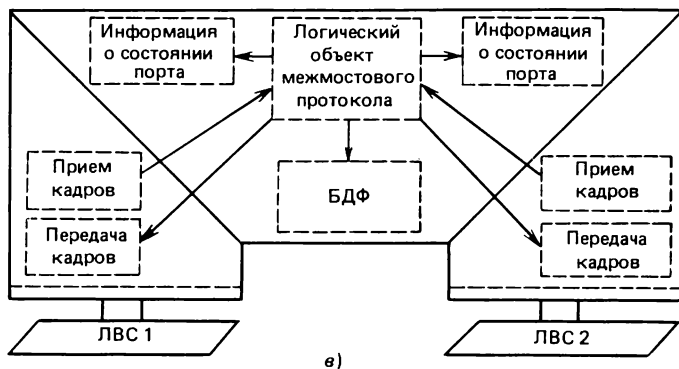 Информация
о состоянии
порта
Логический
объект
межмостового
протокола
Информация
о состоянии
порта
Прием
кадров
БДФ
Прием
кадров
Передача
кадров
Передача
кадров
ЛВС 1
ЛВС 2
в)